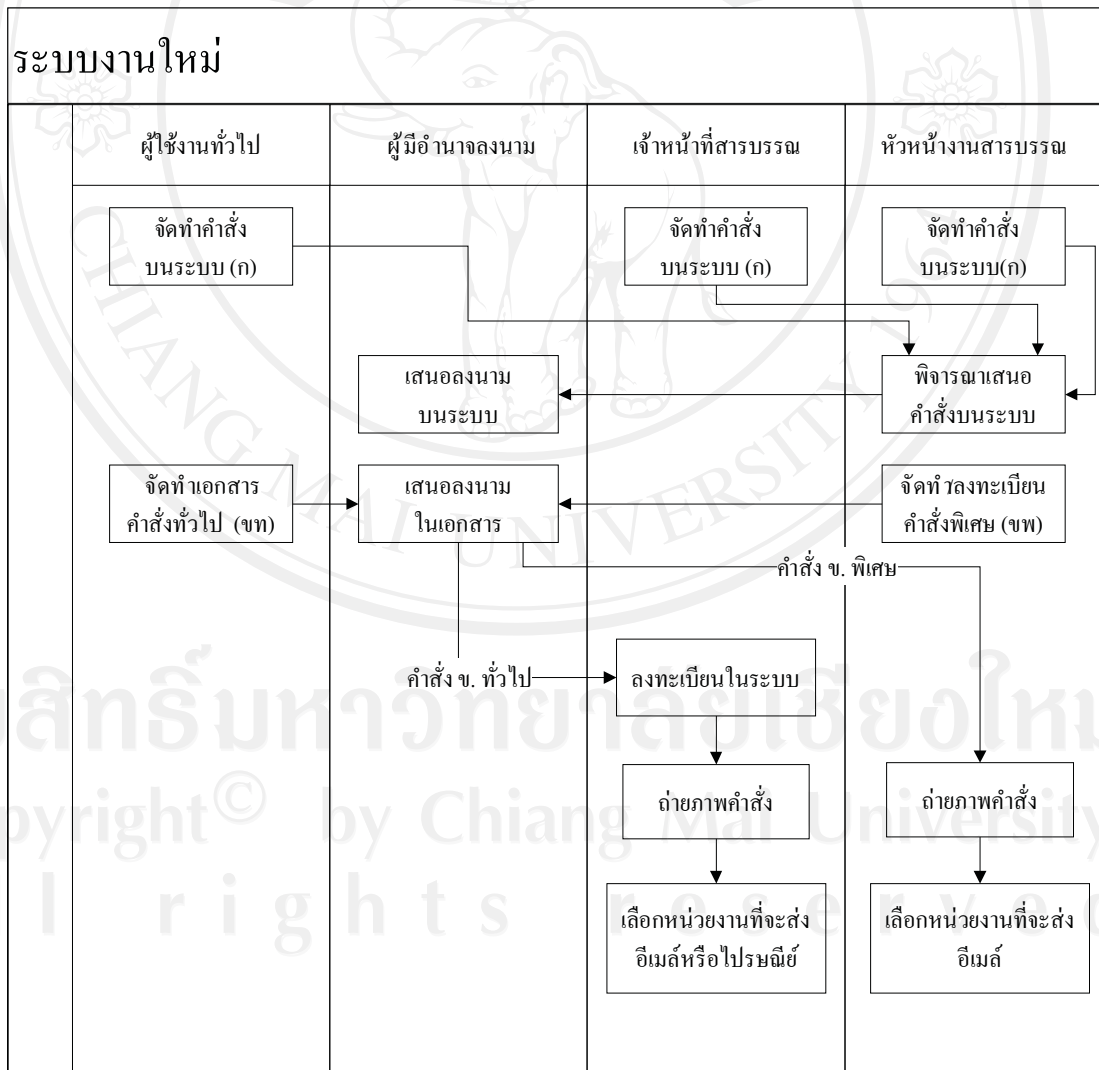 ระบบงานใหม่
ผู้ใช้งานทั่วไป
ผู้มีอำนาจลงนาม
เจ้าหน้าที่สารบรรณ
หัวหน้างานสารบรรณ
จัดทำคำสั่ง
บนระบบ (ก)
จัดทำคำสั่ง
บนระบบ (ก)
จัดทำคำสั่ง
บนระบบ(ก)
เสนอลงนาม
บนระบบ
พิจารณาเสนอ
คำสั่งบนระบบ
จัดทำเอกสาร
คำสั่งทั่วไป (ขท)
เสนอลงนาม
ในเอกสาร
จัดทำลงทะเบียน
คำสั่งพิเศษ (ขพ)
คำสั่ง ข. พิเศษ
คำสั่ง ข. ทั่วไป
ลงทะเบียนในระบบ
ถ่ายภาพคำสั่ง
ถ่ายภาพคำสั่ง
เลือกหน่วยงานที่จะส่ง
อีเมล์หรือไปรษณีย์
เลือกหน่วยงานที่จะส่ง
อีเมล์
CHIANG MAI UNIVERSITY 1964
สิทธิ์มหาวิทยาลัยเชียงใหม
pyright© by Chiang Mai University
l rights reserved